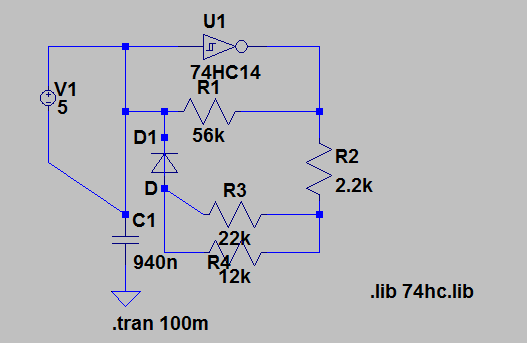 U1
74HC14
V1
5
R1
56k
D1
D
R2
2.2k
R3
22k
C1
940n
R4
12k
.lib 74hc.lib
.tran 100m